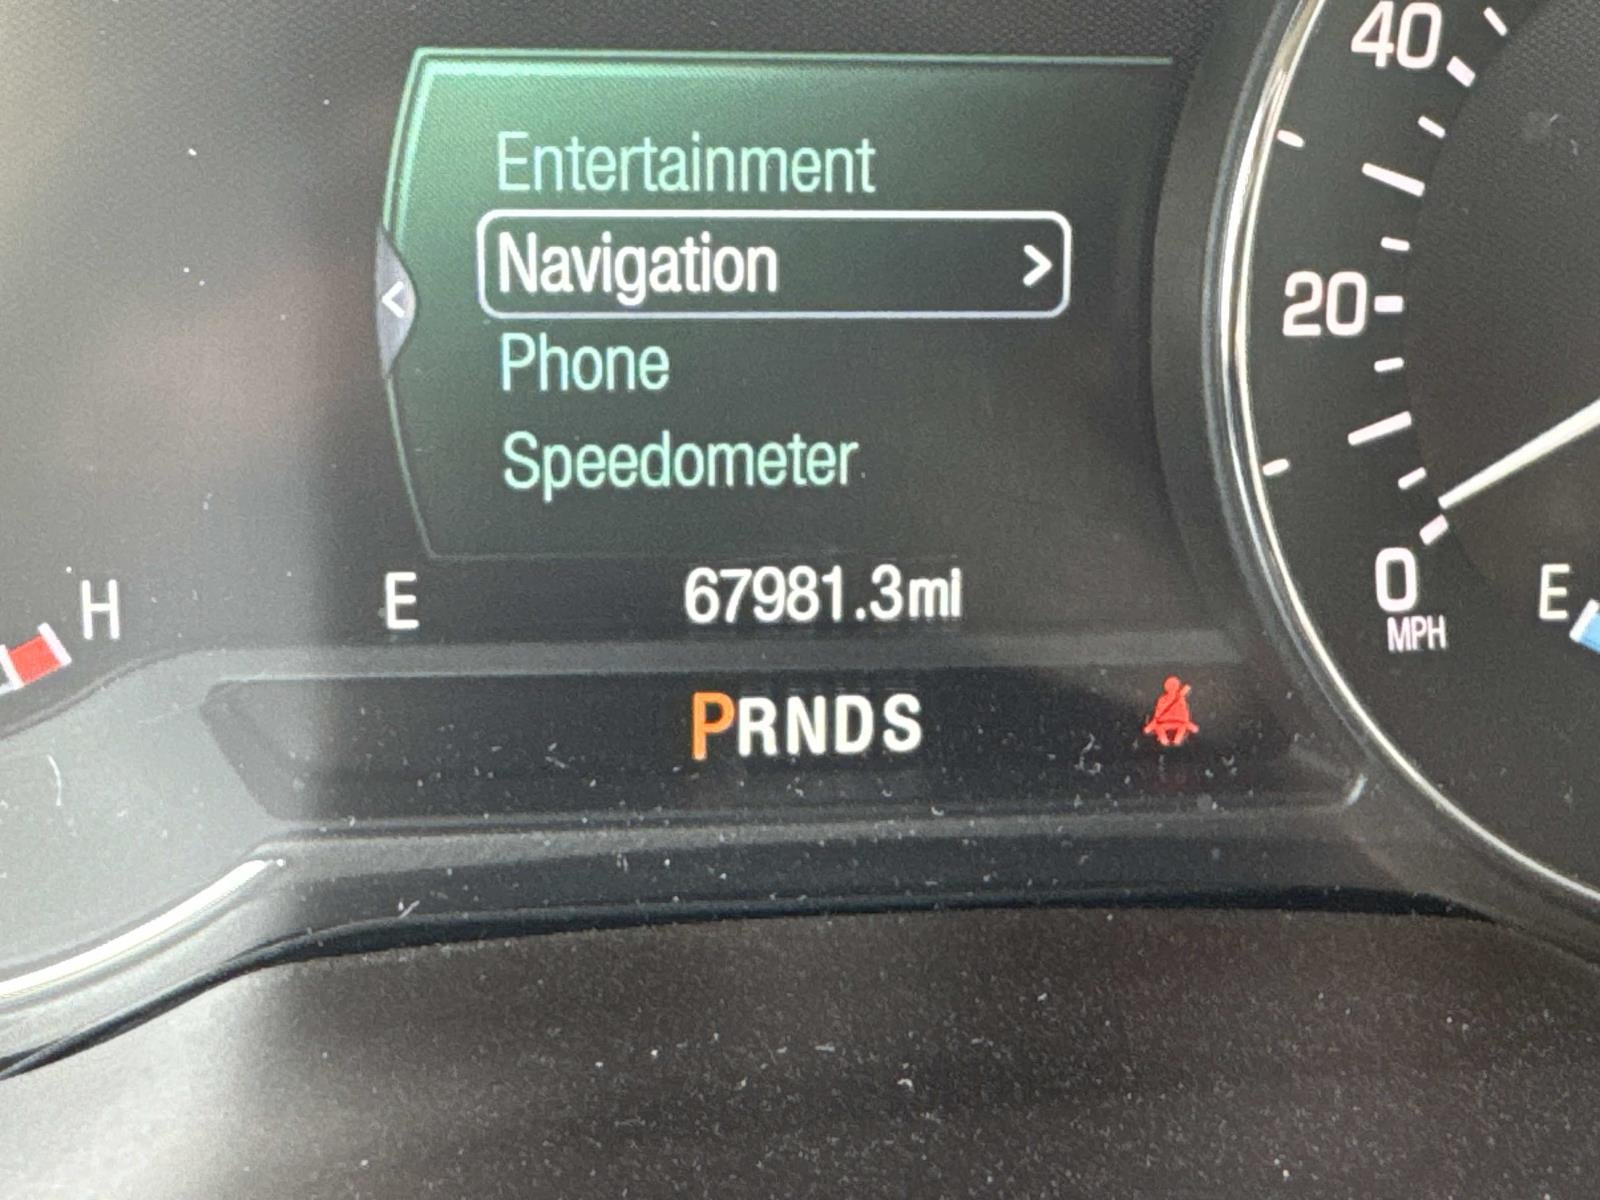 40
Entertainment
Navigation >
<
20
Phone
Speedometer
H
E
67981.3mi
0
MPH
E
PRNDS